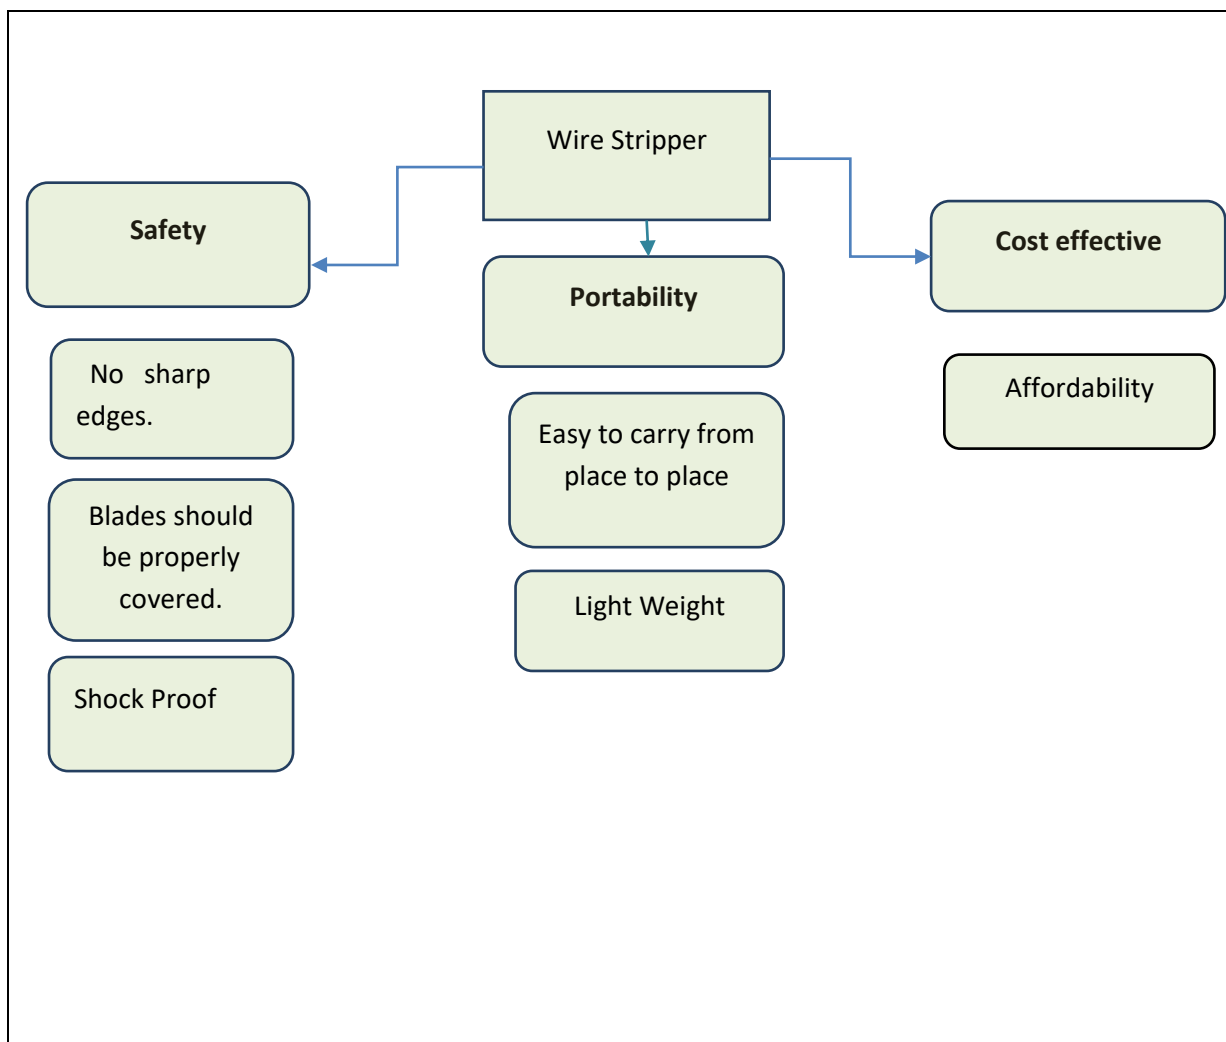 Wire Stripper
Safety
No sharp
edges.
Blades should
be properly
covered.
Shock Proof
Portability
Easy to carry from
place to place
Light Weight
Cost effective
Affordability